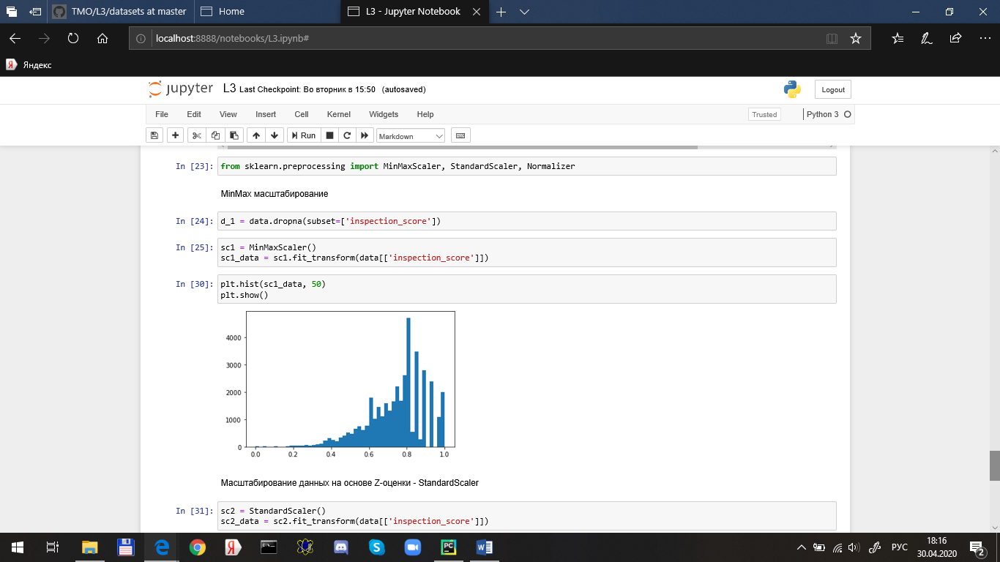 TMO/L3/datasets at master
Home
L3 - Jupyter Notebook
localhost:8888/notebooks/L3.ipynb#
Яндекс
jupyter L3 Last Checkpoint: Во вторник в 15:50 (autosaved)
Logout
File Edit View Insert Cell Kernel Widgets Help
Trusted
Python 3
Run
Markdown
In [23]: from sklearn.preprocessing import MinMaxScaler, StandardScaler, Normalizer
MinMax масштабирование
In [24]: d_1 = data.dropna(subset=['inspection_score'])
In [25]: sc1 = MinMaxScaler()
sc1_data = sc1.fit_transform(data[['inspection_score']])
In [30]: plt.hist(sc1_data, 50)
plt.show()
4000
3000
2000
1000
0
0.0 0.2 0.4 0.6 0.8 1.0
Масштабирование данных на основе Z-оценки - StandardScaler
In [31]: sc2 = StandardScaler()
sc2_data = sc2.fit_transform(data[['inspection_score']])
РУС
18:16
30.04.2020
2